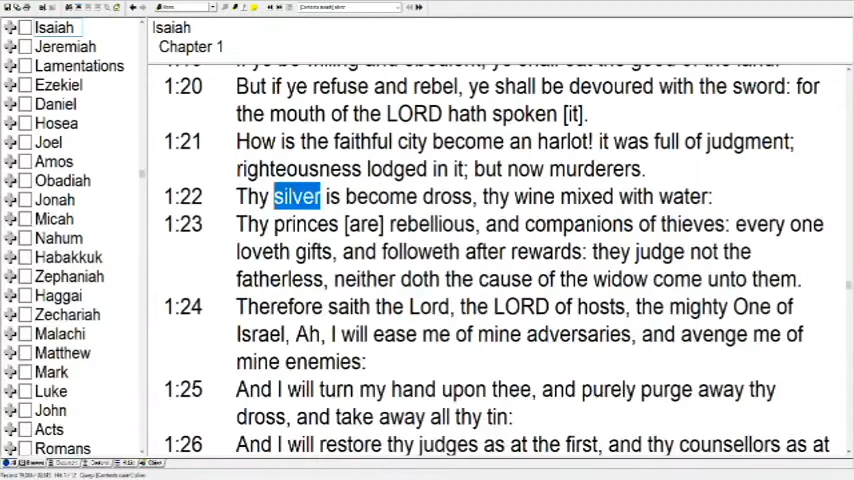 Isaiah
Jeremiah
Lamentations
Ezekiel
Daniel
Hosea
Joel
Amos
Obadiah
Jonah
Micah
Nahum
Habakkuk
Zephaniah
Haggai
Zechariah
Malachi
Matthew
Mark
Luke
John
Acts
Romans
Isaiah
Chapter 1
1:20 But if ye refuse and rebel, ye shall be devoured with the sword: for
the mouth of the LORD hath spoken [it].
1:21 How is the faithful city become an harlot! it was full of judgment;
righteousness lodged in it; but now murderers.
1:22 Thy silver is become dross, thy wine mixed with water:
1:23 Thy princes [are] rebellious, and companions of thieves: every one
loveth gifts, and followeth after rewards: they judge not the
fatherless, neither doth the cause of the widow come unto them.
1:24 Therefore saith the Lord, the LORD of hosts, the mighty One of
Israel, Ah, I will ease me of mine adversaries, and avenge me of
mine enemies:
1:25 And I will turn my hand upon thee, and purely purge away thy
dross, and take away all thy tin:
1:26 And I will restore thy judges as at the first, and thy counsellors as at